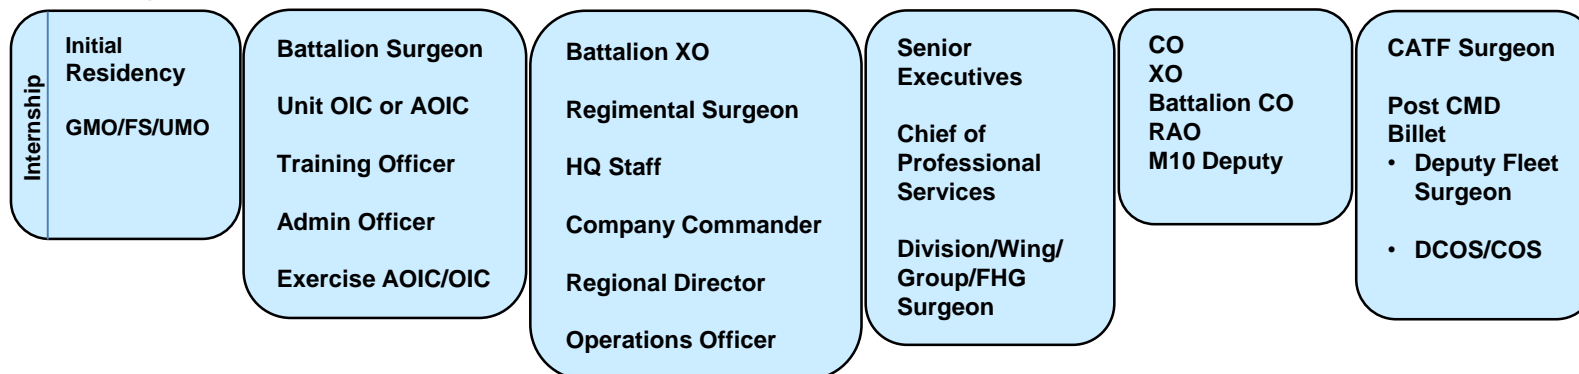 Internship
Initial
Residency
GMO/FS/UMO
Battalion Surgeon
Unit OIC or AOIC
Training Officer
Admin Officer
Exercise AOIC/OIC
Battalion XO
Regimental Surgeon
HQ Staff
Company Commander
Regional Director
Operations Officer
Senior
Executives
Chief of
Professional
Services
Division/Wing/
Group/FHG
Surgeon
CO
XO
Battalion CO
RAO
M10 Deputy
CATF Surgeon
Post CMD
Billet
• Deputy Fleet
Surgeon
• DCOS/COS